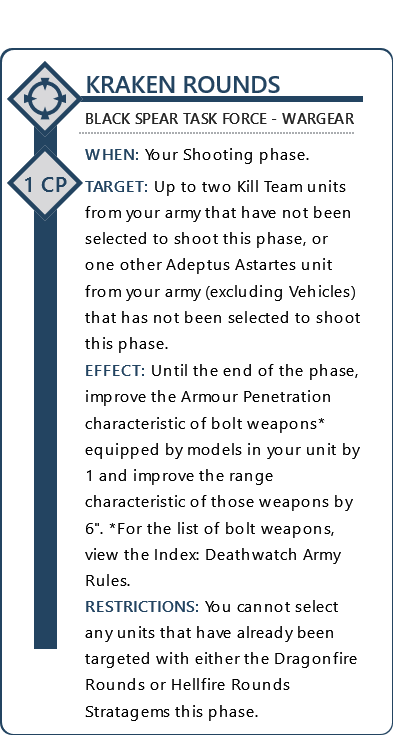 KRAKEN ROUNDS
BLACK SPEAR TASK FORCE - WARGEAR
WHEN: Your Shooting phase.
1 CP
TARGET: Up to two Kill Team units
from your army that have not been
selected to shoot this phase, or
one other Adeptus Astartes unit
from your army (excluding Vehicles)
that has not been selected to shoot
this phase.
EFFECT: Until the end of the phase,
improve the Armour Penetration
characteristic of bolt weapons*
equipped by models in your unit by
1 and improve the range
characteristic of those weapons by
6". *For the list of bolt weapons,
view the Index: Deathwatch Army
Rules.
RESTRICTIONS: You cannot select
any units that have already been
targeted with either the Dragonfire
Rounds or Hellfire Rounds
Stratagems this phase.